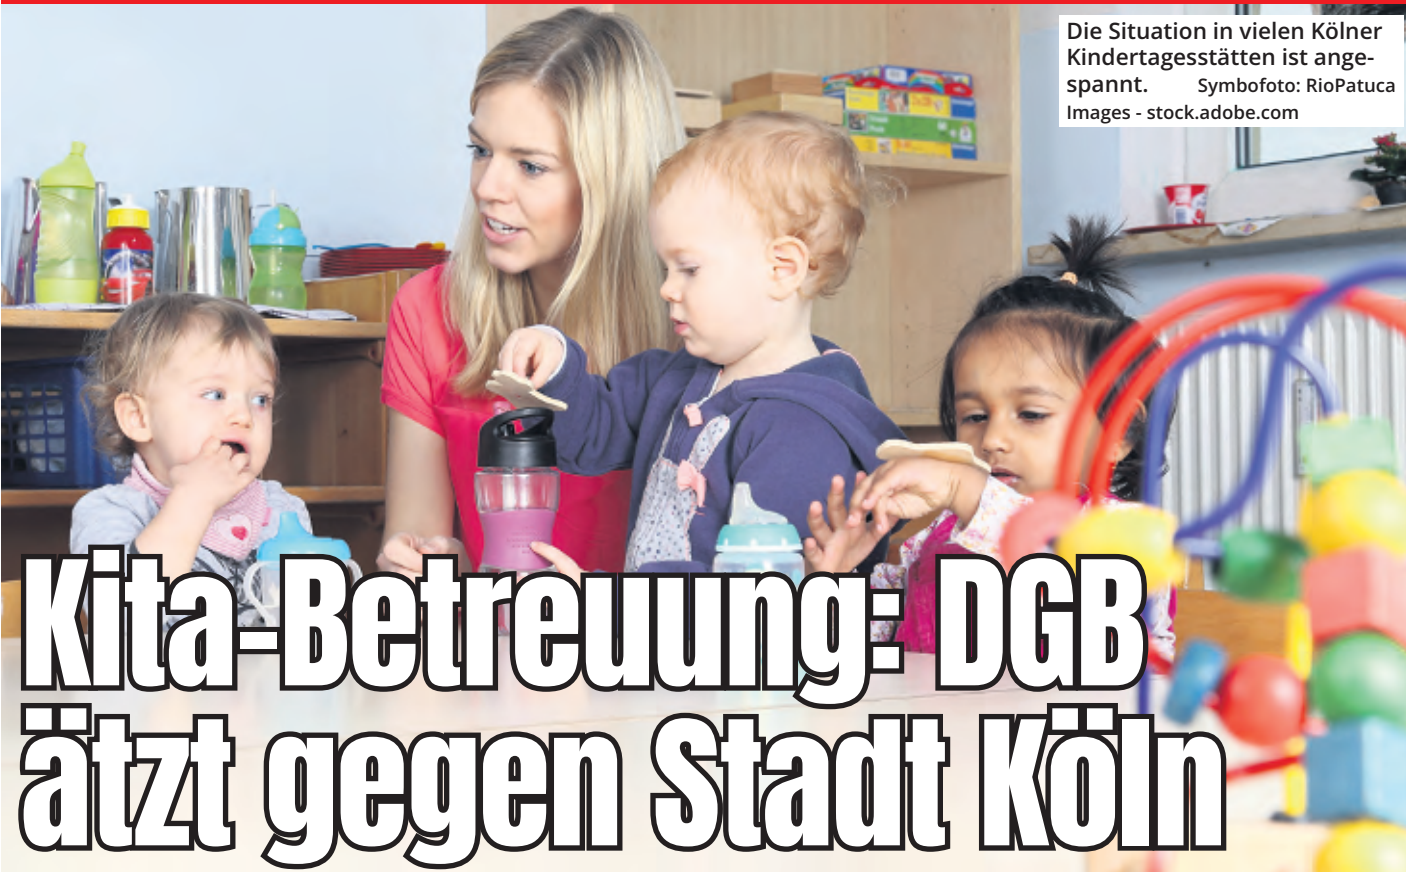 Die Situation in vielen Kölner
Kindertagesstätten ist ange-
spannt. Symbofoto: RioPatuca
Images - stock.adobe.com
Kita-Betreuung: DGB
ätzt gegen Stadt Köln